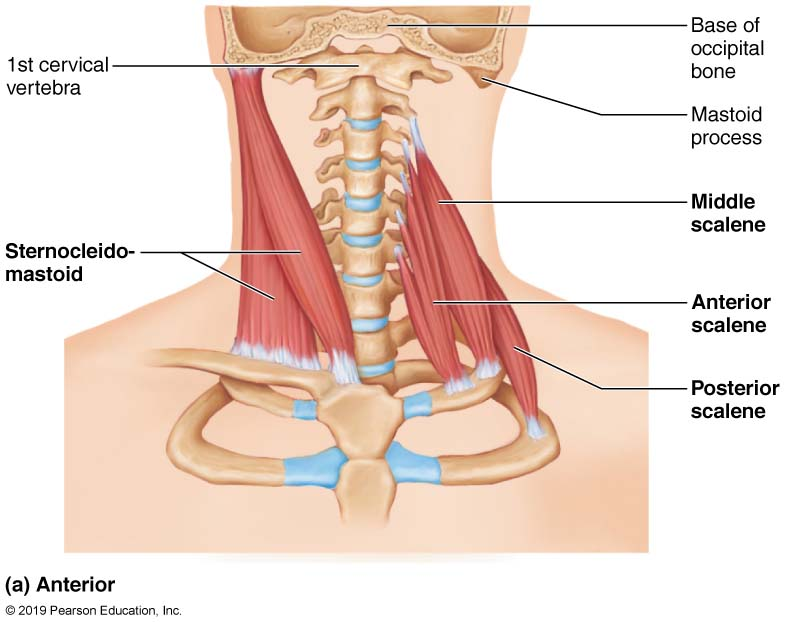 Base of
occipital
bone
1st cervical
vertebra
Mastoid
process
Middle
scalene
Sternocleido-
mastoid
Anterior
scalene
Posterior
scalene
(a) Anterior
© 2019 Pearson Education, Inc.